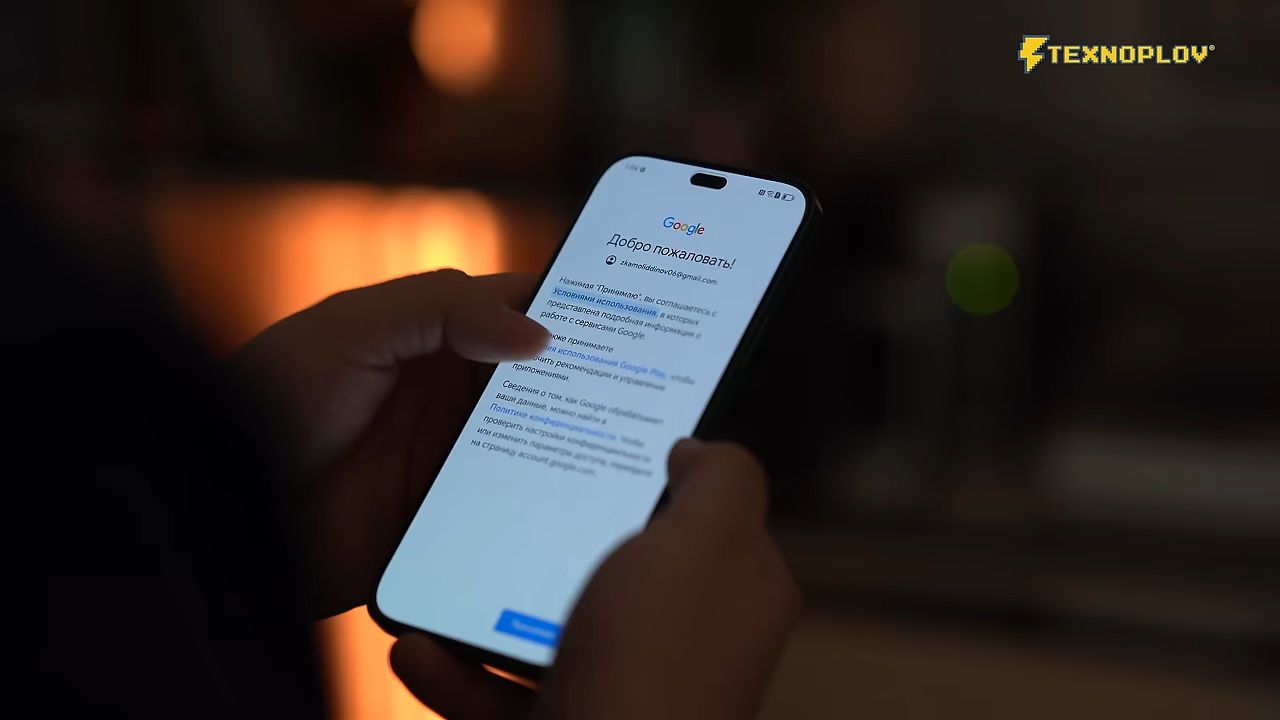 TEXNOPLOV
1:04
Google
Добро пожаловать!
zkamoliddinov06@gmail.com
Нажимая "Принимаю", вы соглашаетесь с
Условиями использования, в которых
представлена подробная информация о
работе с сервисами Google.
принимаете
использования Google Play, чтобы
рекомендации и управление
приложениями.
Сведения о том, как Google обрабатывает
ваши данные, можно найти в
Политике конфиденциальности. Чтобы
проверить настройки конфиденциальности
или изменить параметры доступа, перейдите
на страницу account.google.com.